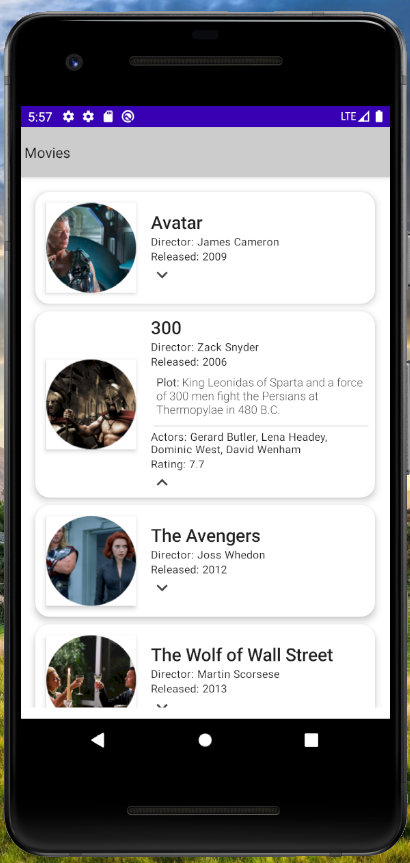 5:57 LTE
Movies
Avatar
Director: James Cameron
Released: 2009
300
Director: Zack Snyder
Released: 2006
Plot: King Leonidas of Sparta and a force
of 300 men fight the Persians at
Thermopylae in 480 B.C.
Actors: Gerard Butler, Lena Headey,
Dominic West, David Wenham
Rating: 7.7
The Avengers
Director: Joss Whedon
Released: 2012
The Wolf of Wall Street
Director: Martin Scorsese
Released: 2013